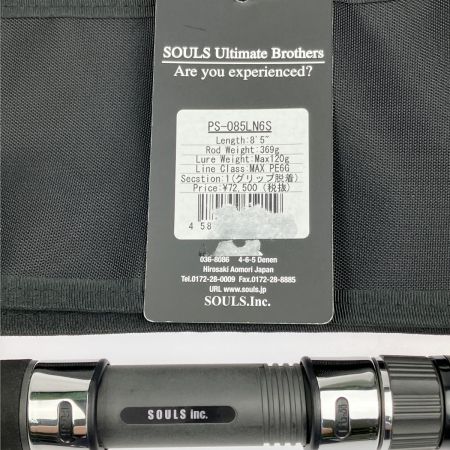 SOULS Ultimate Brothers
Are you experienced?
PS-085LN6S
Length:8'5"
Rod Weight:369g
Lure Weight:Max120g
Line Class:MAX PE6G
Secstion:1(グリップ脱着)
Price:¥72,500 (税抜)
4 58
036-8086 4-6-5 Denen
Hirosaki Aomori Japan
Tel.0172-28-0009 Fax.0172-28-8885
URL www.souls.jp
SOULS.Inc.
SOULS inc.